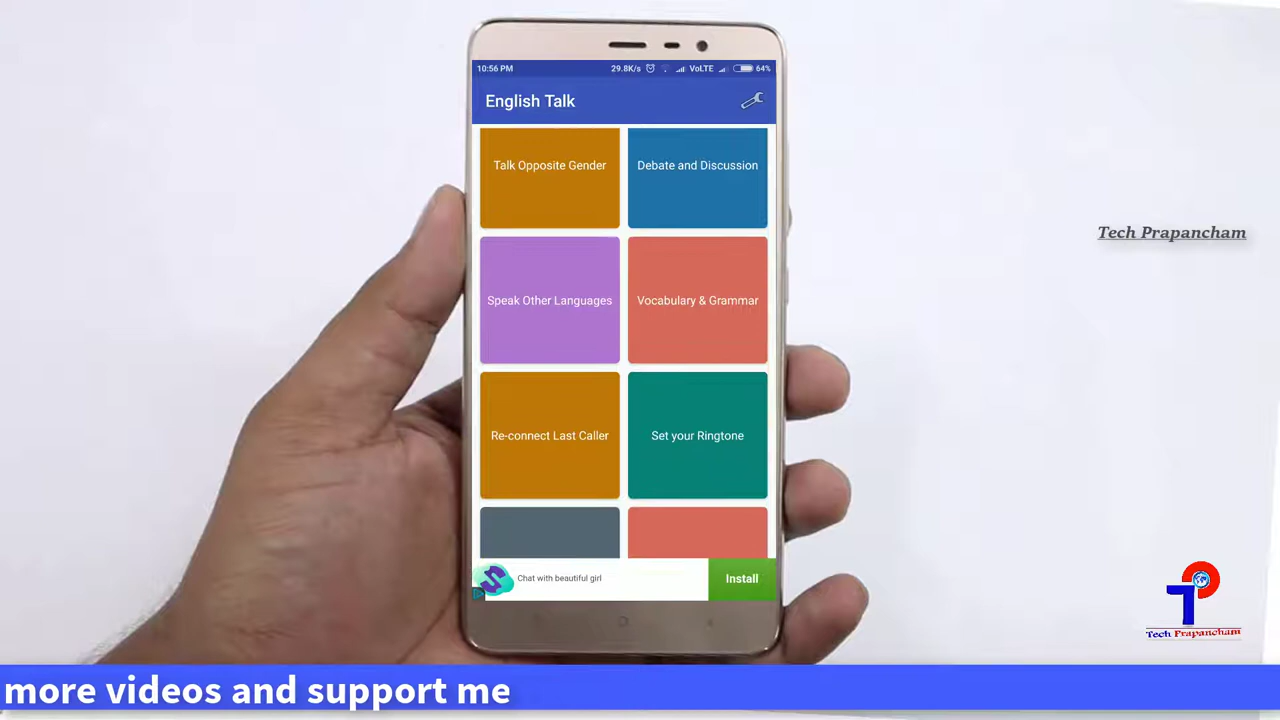 10:56 PM 29.8K/s VoLTE 64%
English Talk
Talk Opposite Gender Debate and Discussion
Tech Prapancham
Speak Other Languages Vocabulary & Grammar
Re-connect Last Caller Set your Ringtone
Chat with beautiful girl Install
Tech Prapancham
more videos and support me